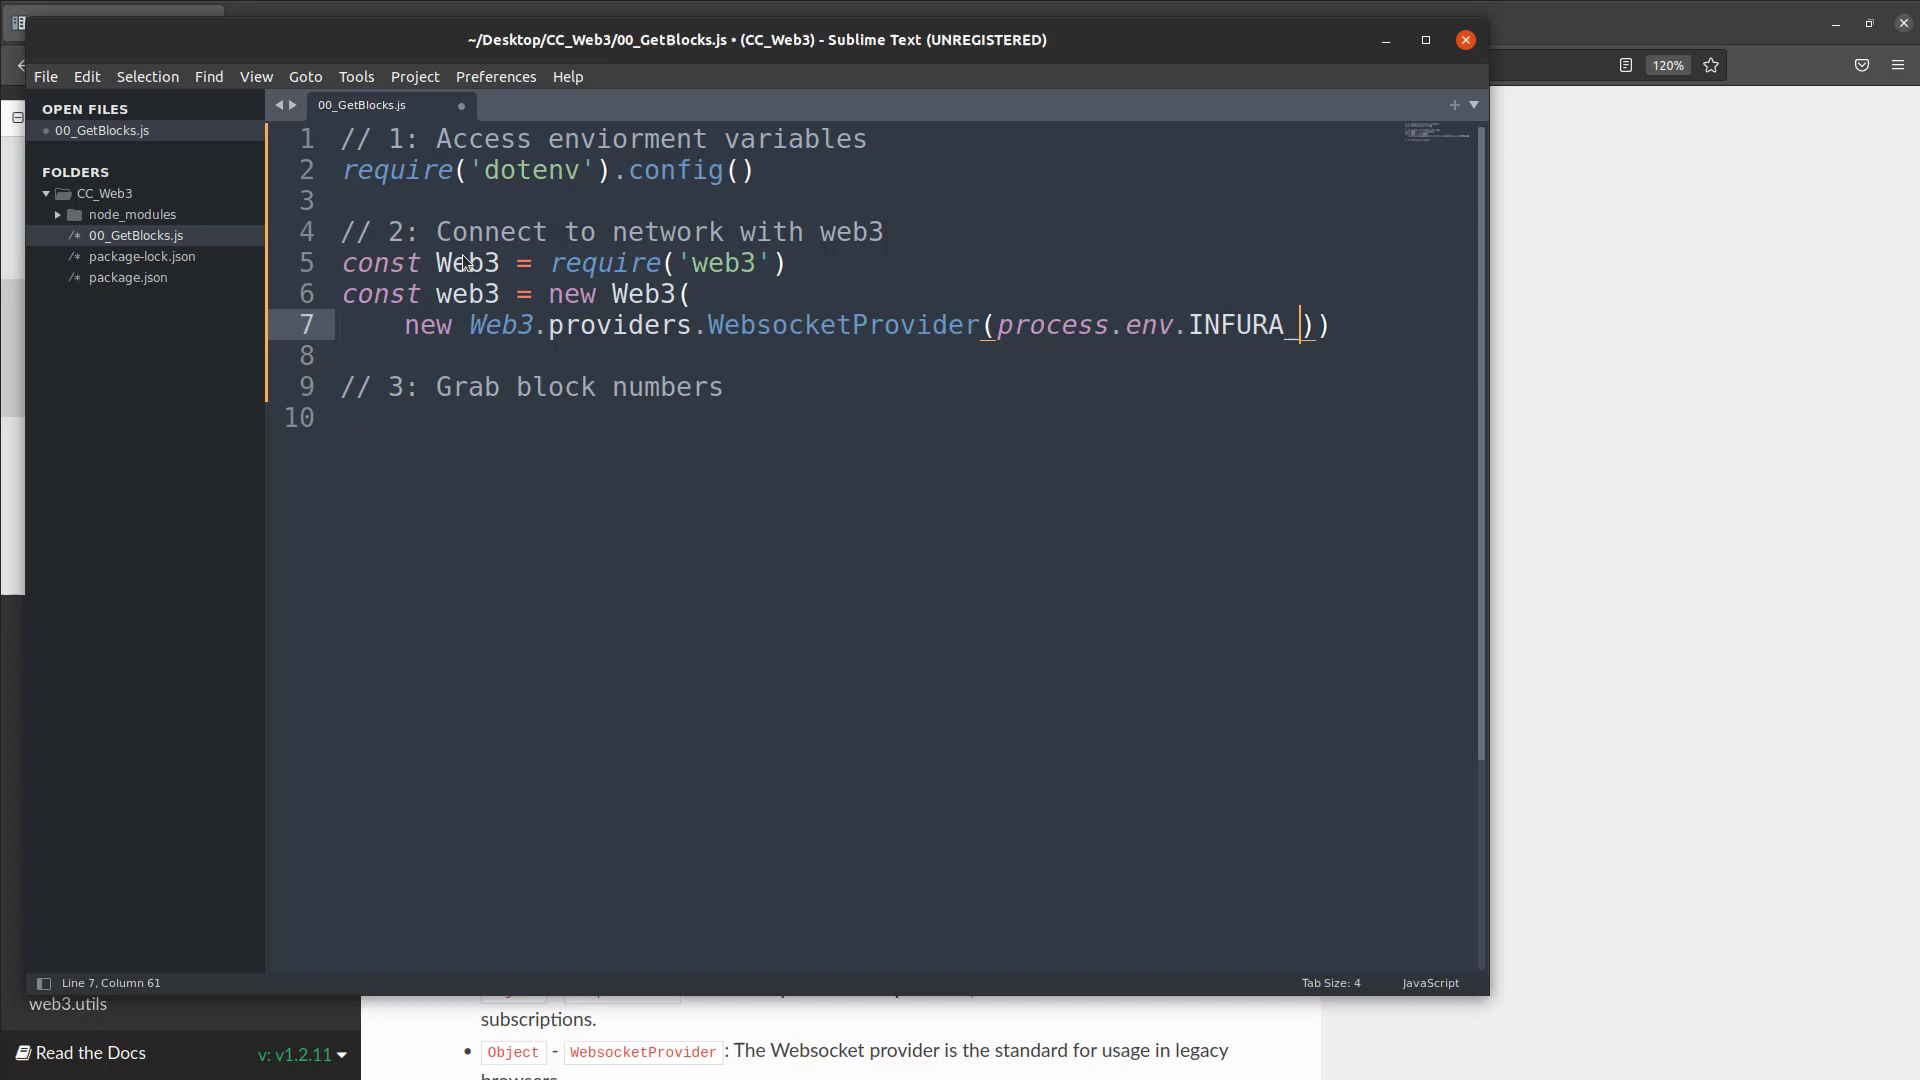 ~/Desktop/CC_Web3/00_GetBlocks.js • (CC_Web3) - Sublime Text (UNREGISTERED)
120%
File Edit Selection Find View Goto Tools Project Preferences Help
OPEN FILES
00_GetBlocks.js
FOLDERS
CC_Web3
node_modules
/* 00_GetBlocks.js
/* package-lock.json
/* package.json
00_GetBlocks.js
1 // 1: Access enviorment variables
2 require('dotenv').config()
3
4 // 2: Connect to network with web3
5 const Web3 = require('web3')
6 const web3 = new Web3(
7 new Web3.providers.WebsocketProvider(process.env.INFURA_))
8
9 // 3: Grab block numbers
10
Line 7, Column 61
Tab Size: 4
JavaScript
web3.utils
Read the Docs
v: v1.2.11
subscriptions.
• Object - WebsocketProvider: The Websocket provider is the standard for usage in legacy